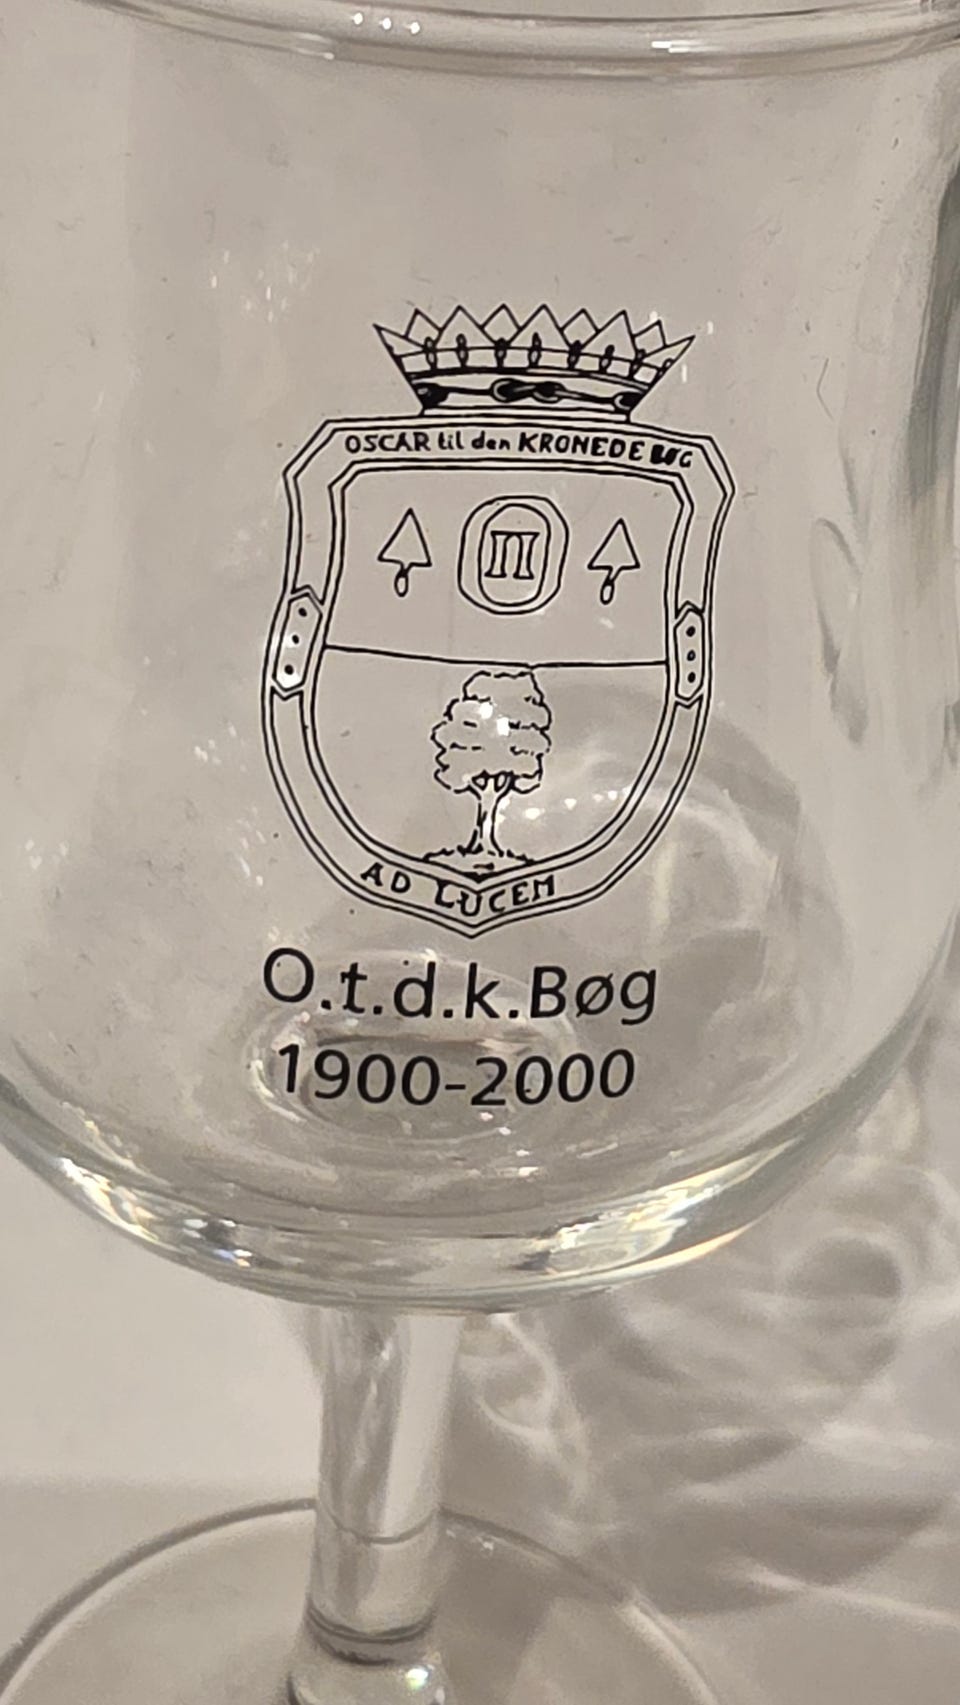 OSCAR til den KRONEDE BØG
П
AD LUCEM
O.t.d.k.Bøg
1900-2000